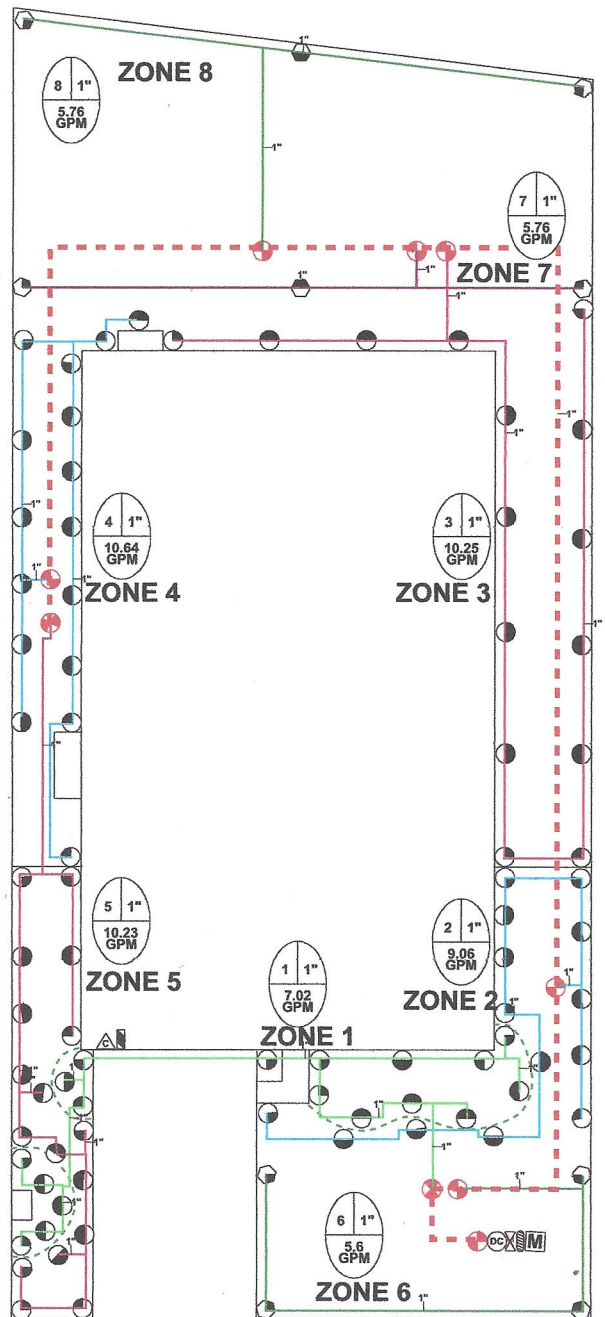 1"
ZONE 8
8 1"
5.76
GPM
1"
7 1"
5.76
GPM
1"
1"
ZONE 7
1"
1"
1"
1"
1"
4 1"
10.64
GPM
3 1"
10.25
GPM
1"
1"
ZONE 4
ZONE 3
1"
1"
5 1"
10.23
GPM
2 1"
9.06
GPM
1 1"
7.02
GPM
1"
ZONE 5
ZONE 2
1"
C
ZONE 1
1"
1"
1"
1"
1"
1"
1"
6 1"
5.6
GPM
DC
M
1"
ZONE 6
1"